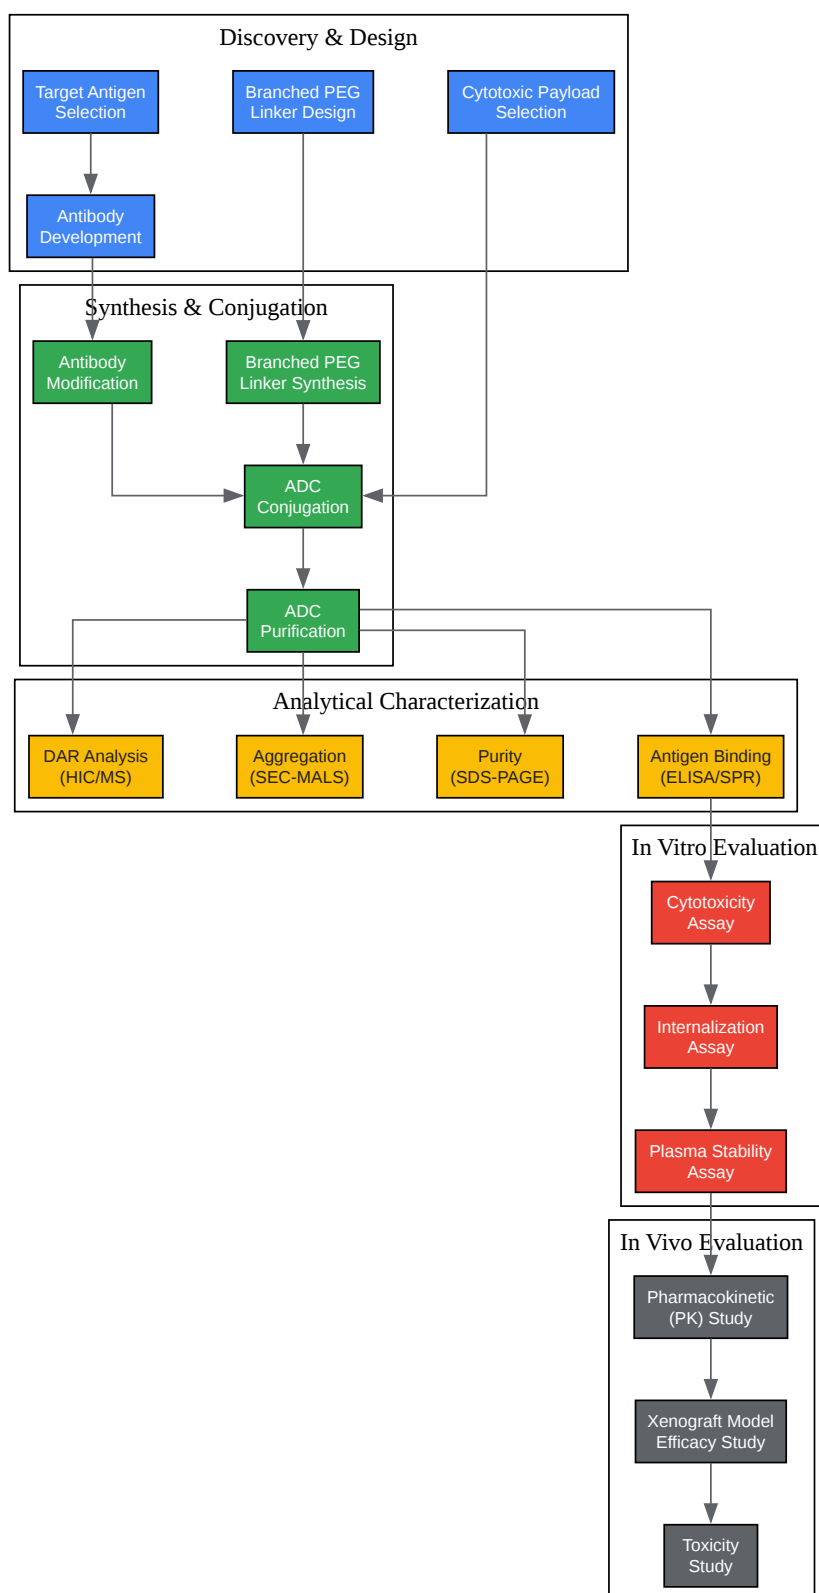 Discovery & Design
Target Antigen
Selection
Branched PEG
Linker Design
Cytotoxic Payload
Selection
Antibody
Development
Synthesis & Conjugation
Antibody
Modification
Branched PEG
Linker Synthesis
ADC
Conjugation
ADC
Purification
Analytical Characterization
DAR Analysis
(HIC/MS)
Aggregation
(SEC-MALS)
Purity
(SDS-PAGE)
Antigen Binding
(ELISA/SPR)
In Vitro Evaluation
Cytotoxicity
Assay
Internalization
Assay
Plasma Stability
Assay
In Vivo Evaluation
Pharmacokinetic
(PK) Study
Xenograft Model
Efficacy Study
Toxicity
Study